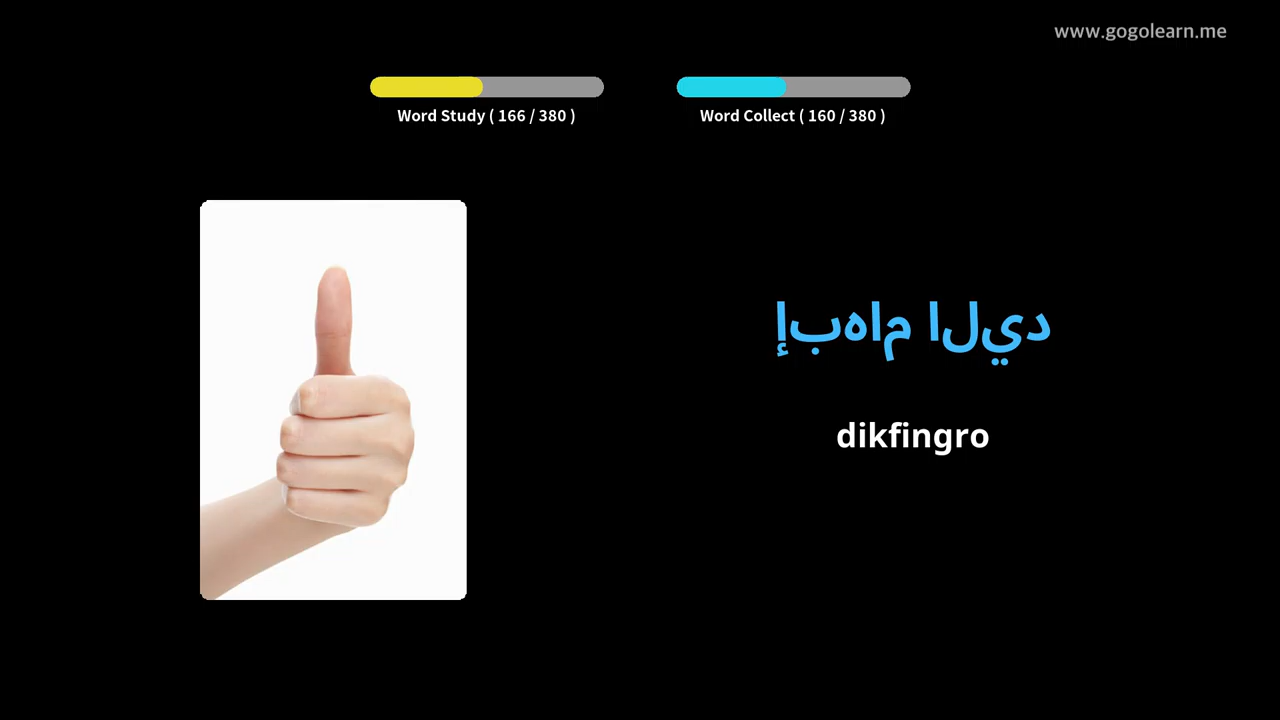 www.gogolearn.me
Word Study ( 166 / 380 )
Word Collect ( 160 / 380 )
إبهام اليد
dikfingro